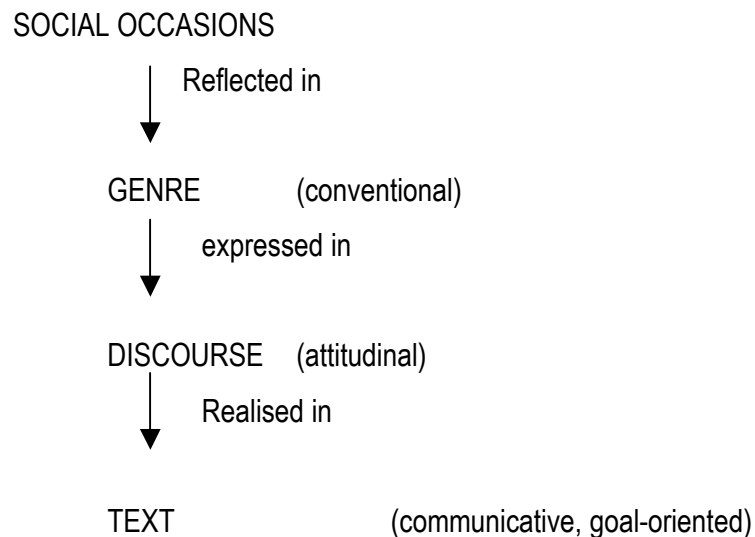 SOCIAL OCCASIONS
Reflected in
GENRE (conventional)
expressed in
DISCOURSE (attitudinal)
Realised in
TEXT (communicative, goal-oriented)